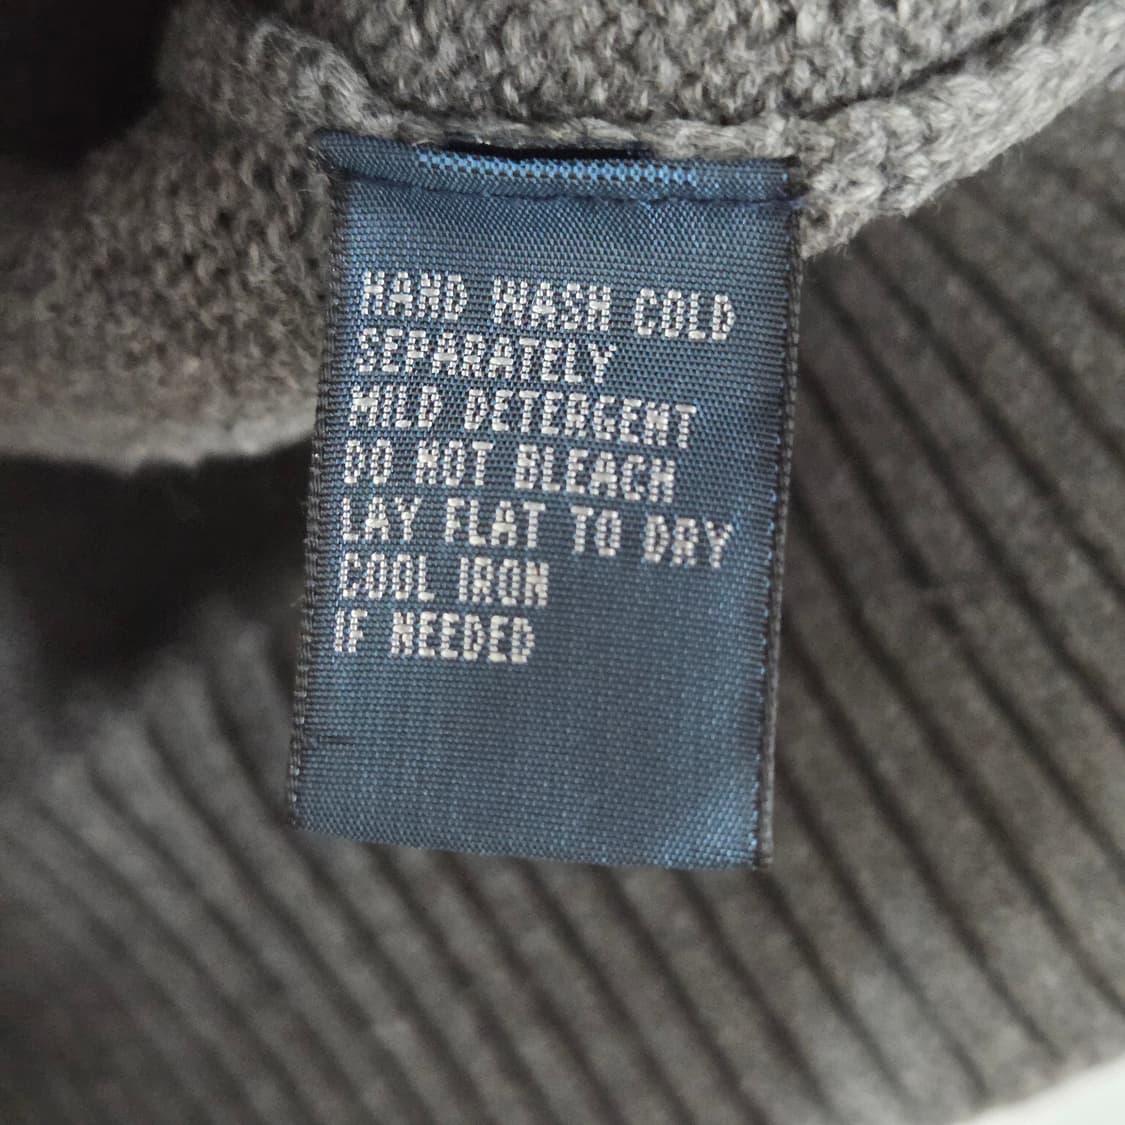 HAND WASH COLD
SEPARATELY
MILD DETERGENT
DO NOT BLEACH
LAY FLAT TO DRY
COOL IRON
IF NEEDED